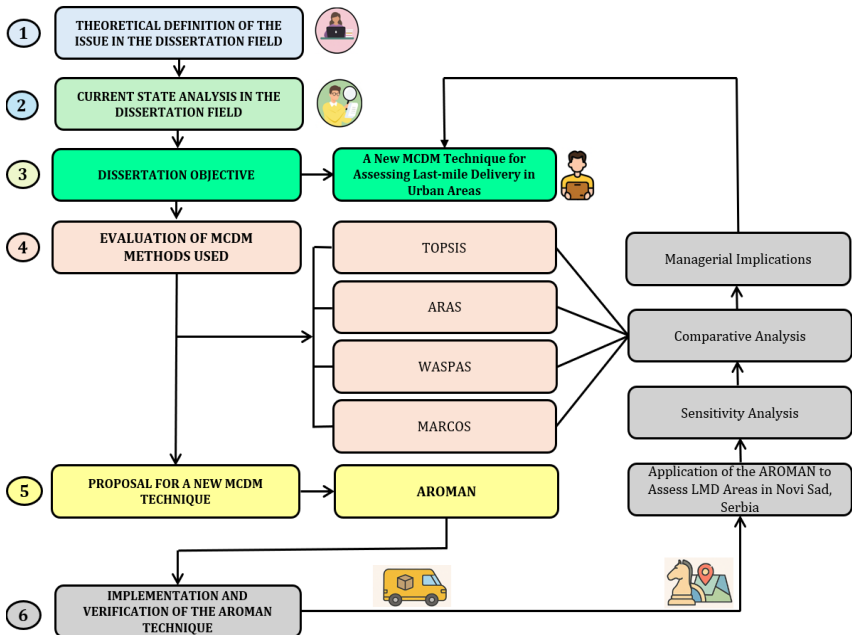 1
THEORETICAL DEFINITION OF THE
ISSUE IN THE DISSERTATION FIELD
2
CURRENT STATE ANALYSIS IN THE
DISSERTATION FIELD
3
DISSERTATION OBJECTIVE
A New MCDM Technique for
Assessing Last-mile Delivery in
Urban Areas
4
EVALUATION OF MCDM
METHODS USED
TOPSIS
ARAS
WASPAS
MARCOS
Managerial Implications
Comparative Analysis
Sensitivity Analysis
Application of the AROMAN to
Assess LMD Areas in Novi Sad,
Serbia
5
PROPOSAL FOR A NEW MCDM
TECHNIQUE
AROMAN
6
IMPLEMENTATION AND
VERIFICATION OF THE AROMAN
TECHNIQUE